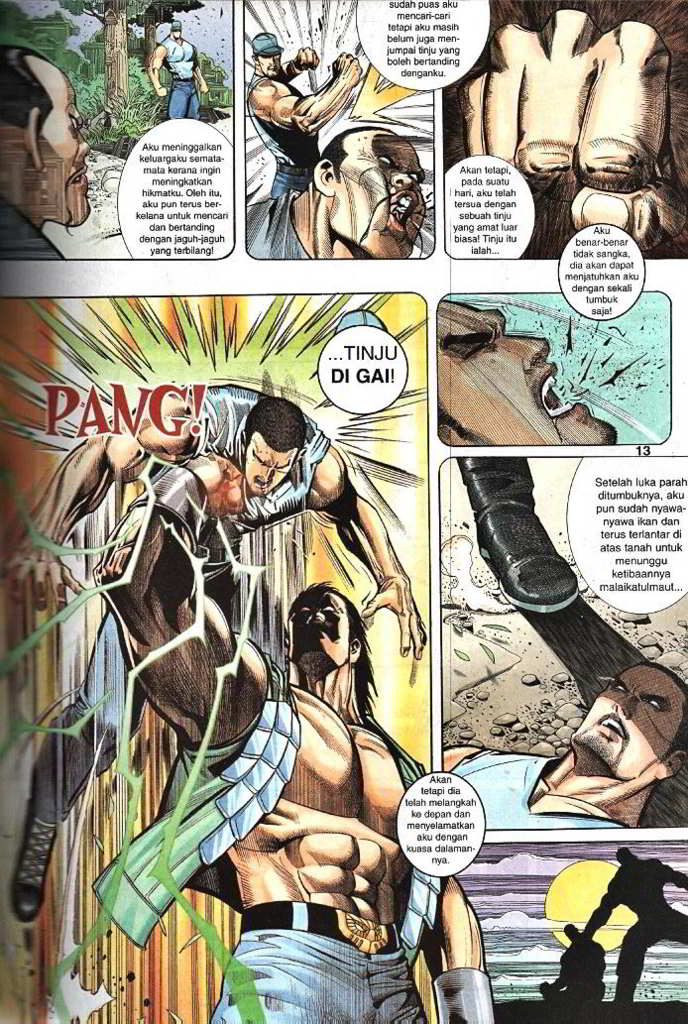 Aku meninggalkan
keluargaku semata-
mata kerana ingin
meningkatkan
hikmatku. Oleh itu,
aku pun terus ber-
kelana untuk mencari
dan bertanding
dengan jaguh-jaguh
yang terbilang!
sudah puas aku
mencari-cari
tetapi aku masih
belum juga men-
jumpai tinju yang
boleh bertanding
denganku.
Akan tetapi,
pada suatu
hari, aku telah
tersua dengan
sebuah tinju
yang amat luar
biasa! Tinju itu
ialah...
...TINJU
DI GAI!
PANG!
Aku
benar-benar
tidak sangka,
dia akan dapat
menjatuhkan aku
dengan sekali
tumbuk
saja!
13
Setelah luka parah
ditumbuknya, aku
pun sudah nyawa-
nyawa ikan dan
terus terlantar di
atas tanah untuk
menunggu
ketibaannya
malaikatulmaut...
Akan
tetapi dia
telah melangkah
ke depan dan
menyelamatkan
aku dengan
kuasa dalaman-
nya.